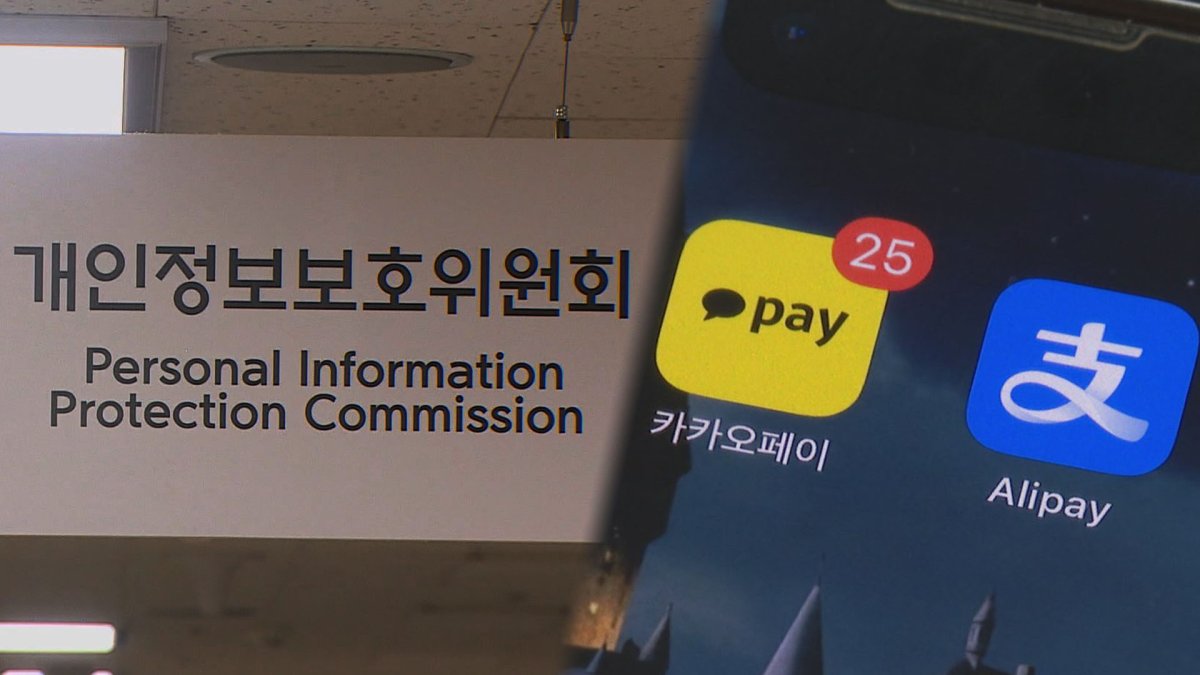 개인정보보호위원회
Personal Information
Protection Commission
25
pay
카카오페이
支
Alipay